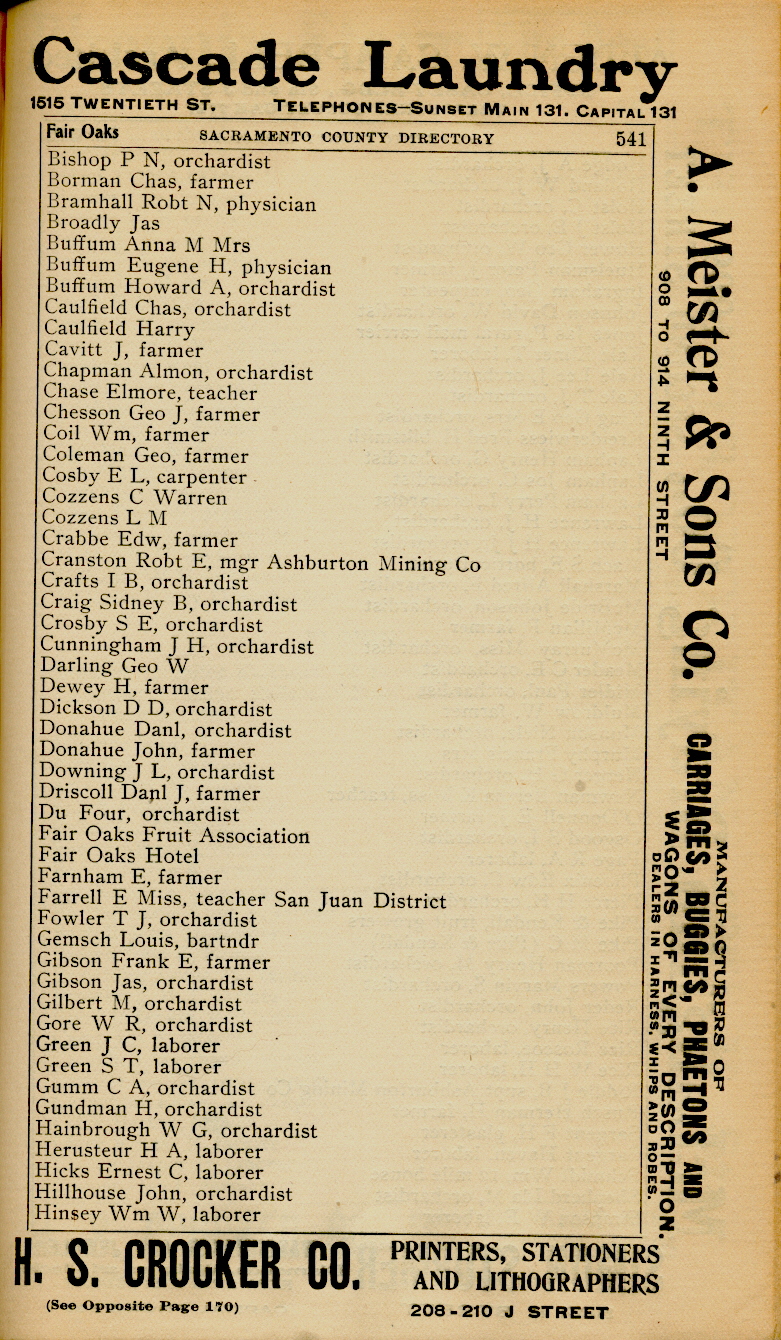 Cascade Laundry
1515 TWENTIETH ST. TELEPHONES—SUNSET MAIN 131. CAPITAL 131
Fair Oaks SACRAMENTO COUNTY DIRECTORY 541
Bishop P N, orchardist
Borman Chas, farmer
Bramhall Robt N, physician
Broadly Jas
Buffum Anna M Mrs
Buffum Eugene H, physician
Buffum Howard A, orchardist
Caulfield Chas, orchardist
Caulfield Harry
Cavitt J, farmer
Chapman Almon, orchardist
Chase Elmore, teacher
Chesson Geo J, farmer
Coil Wm, farmer
Coleman Geo, farmer
Cosby E L, carpenter
Cozzens C Warren
Cozzens L M
Crabbe Edw, farmer
Cranston Robt E, mgr Ashburton Mining Co
Crafts I B, orchardist
Craig Sidney B, orchardist
Crosby S E, orchardist
Cunningham J H, orchardist
Darling Geo W
Dewey H, farmer
Dickson D D, orchardist
Donahue Danl, orchardist
Donahue John, farmer
Downing J L, orchardist
Driscoll Danl J, farmer
Du Four, orchardist
Fair Oaks Fruit Association
Fair Oaks Hotel
Farnham E, farmer
Farrell E Miss, teacher San Juan District
Fowler T J, orchardist
Gemsch Louis, bartndr
Gibson Frank E, farmer
Gibson Jas, orchardist
Gilbert M, orchardist
Gore W R, orchardist
Green J C, laborer
Green S T, laborer
Gumm C A, orchardist
Gundman H, orchardist
Hainbrough W G, orchardist
Herusteur H A, laborer
Hicks Ernest C, laborer
Hillhouse John, orchardist
Hinsey Wm W, laborer
A. Meister & Sons Co.
908 TO 914 NINTH STREET
MANUFACTURERS OF
CARRIAGES, BUGGIES, PHAETONS AND
WAGONS OF EVERY DESCRIPTION.
DEALERS IN HARNESS, WHIPS AND ROBES.
H. S. CROCKER CO.
(See Opposite Page 170)
PRINTERS, STATIONERS
AND LITHOGRAPHERS
208-210 J STREET